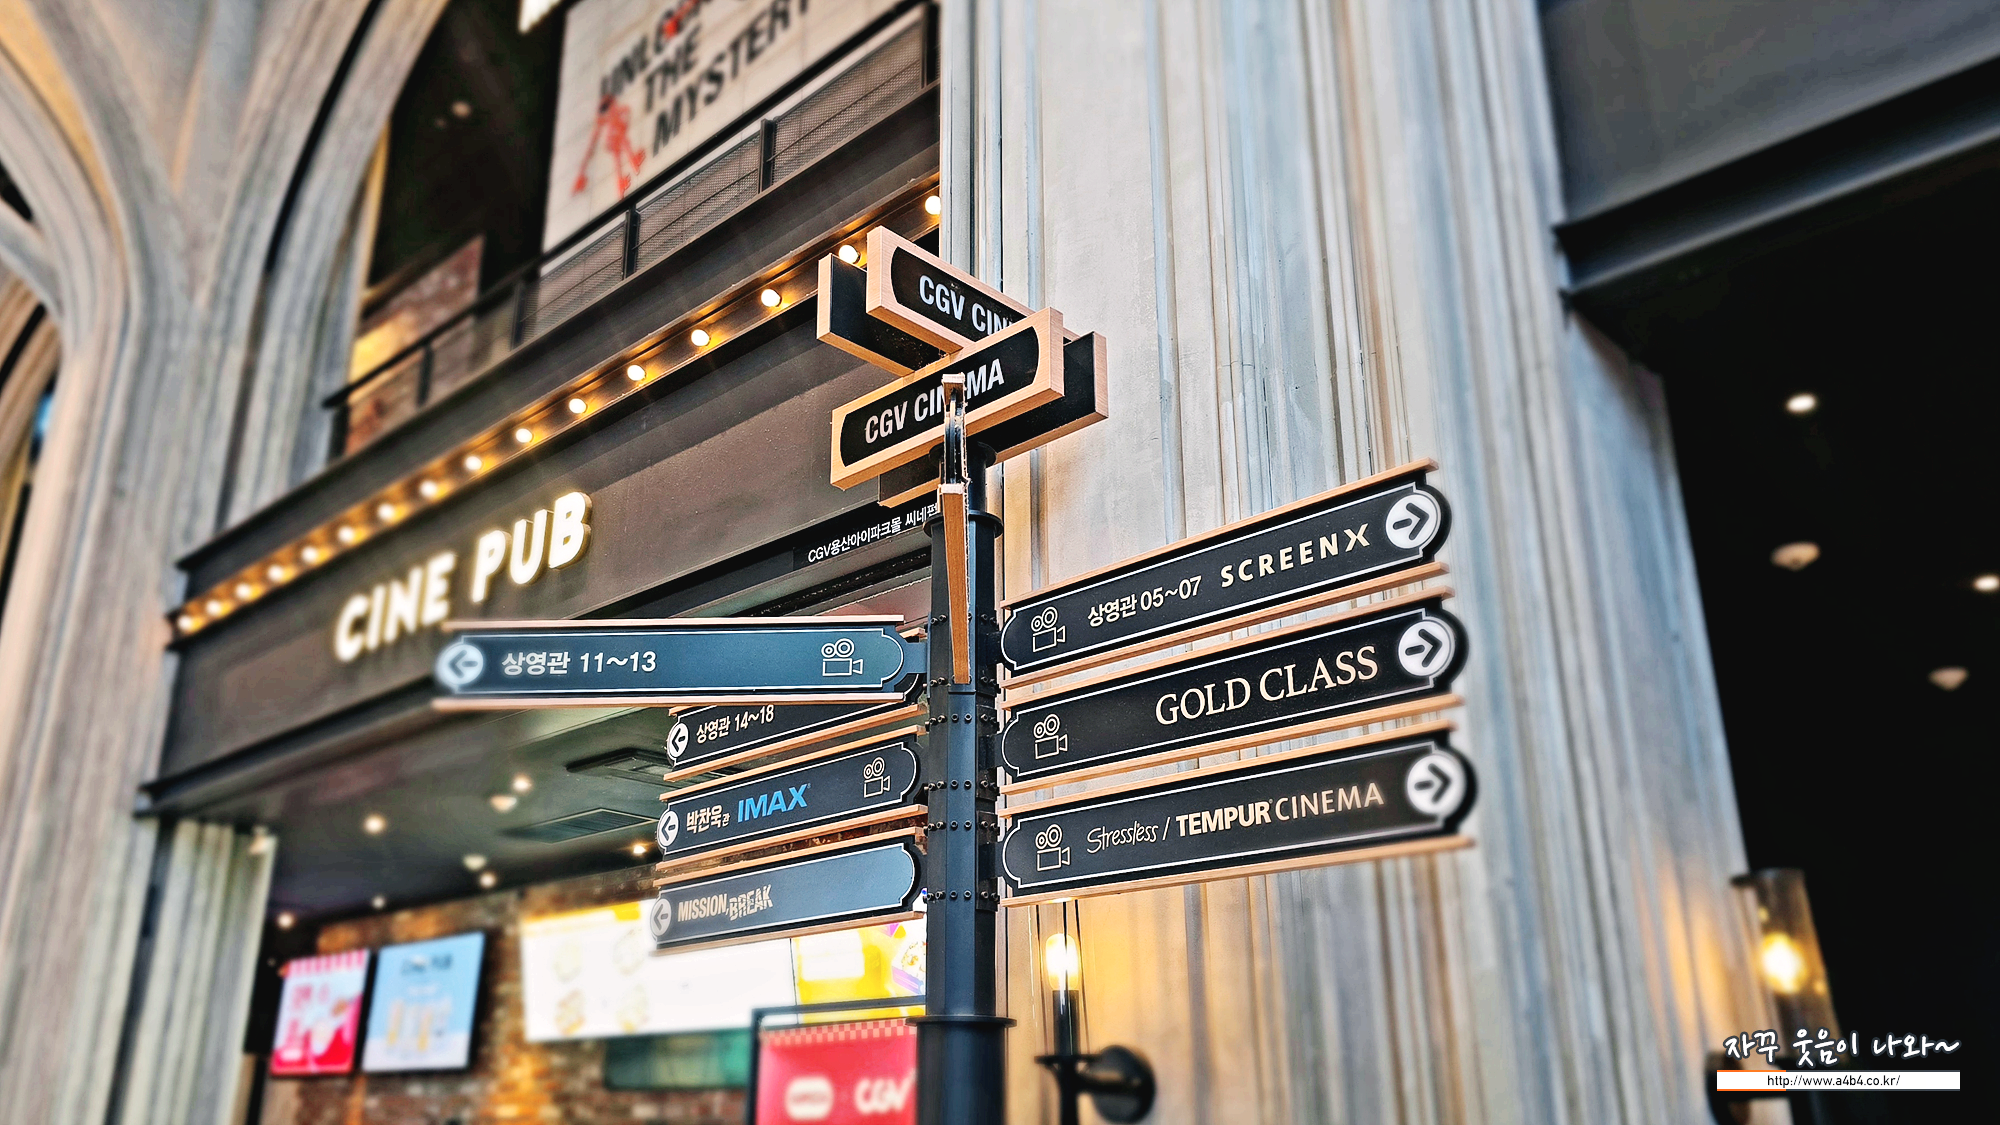 UNLOCK
THE
MYSTERY
CGV CIN
CGV CINEMA
CINE PUB
CGV용산아이파크몰 씨네펍
상영관 11~13
상영관 14~18
박찬욱관 IMAX
MISSION BREAK
상영관 05~07 SCREENX
GOLD CLASS
Stressless / TEMPUR CINEMA
CINE PUB
CGV
자꾸 웃음이 나와~
http://www.a4b4.co.kr/